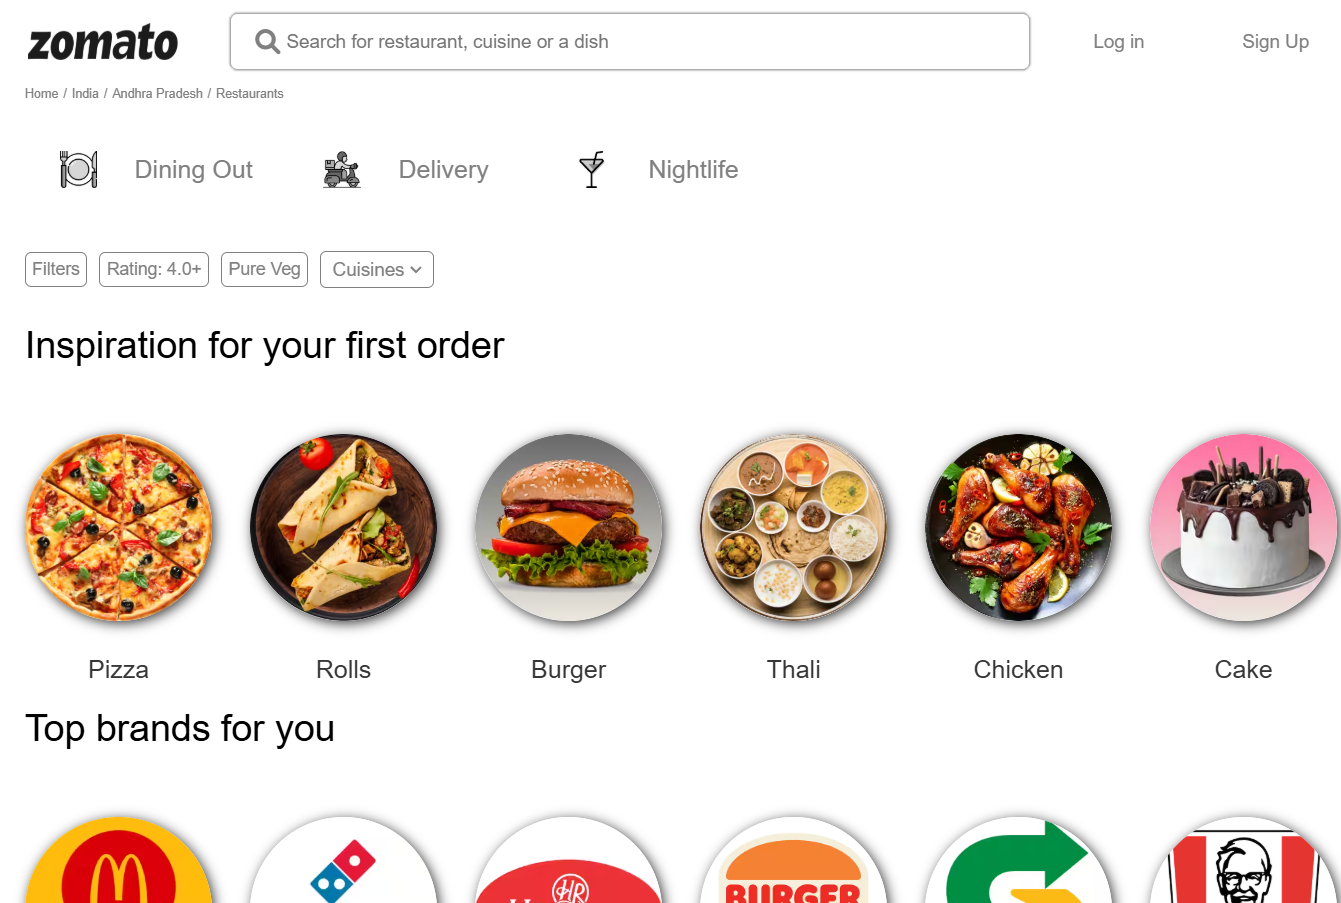 zomato
Search for restaurant, cuisine or a dish
Log in
Sign Up
Home / India / Andhra Pradesh / Restaurants
Dining Out
Delivery
Nightlife
Filters
Rating: 4.0+
Pure Veg
Cuisines
Inspiration for your first order
Pizza
Rolls
Burger
Thali
Chicken
Cake
Top brands for you
HR
BURGER